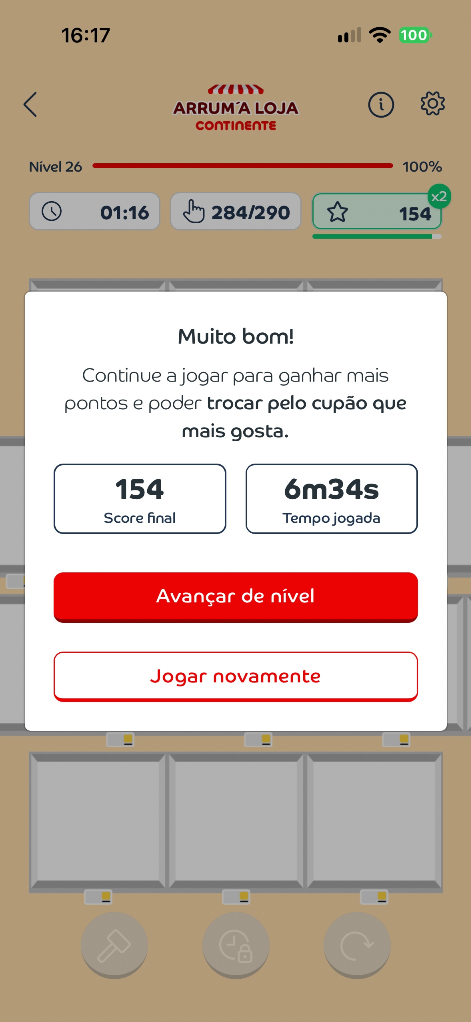 16:17
100
ARRUM'A LOJA
CONTINENTE
Nível 26
100%
01:16
284/290
154
x2
Muito bom!
Continue a jogar para ganhar mais
pontos e poder trocar pelo cupão que
mais gosta.
154
Score final
6m34s
Tempo jogada
Avançar de nível
Jogar novamente